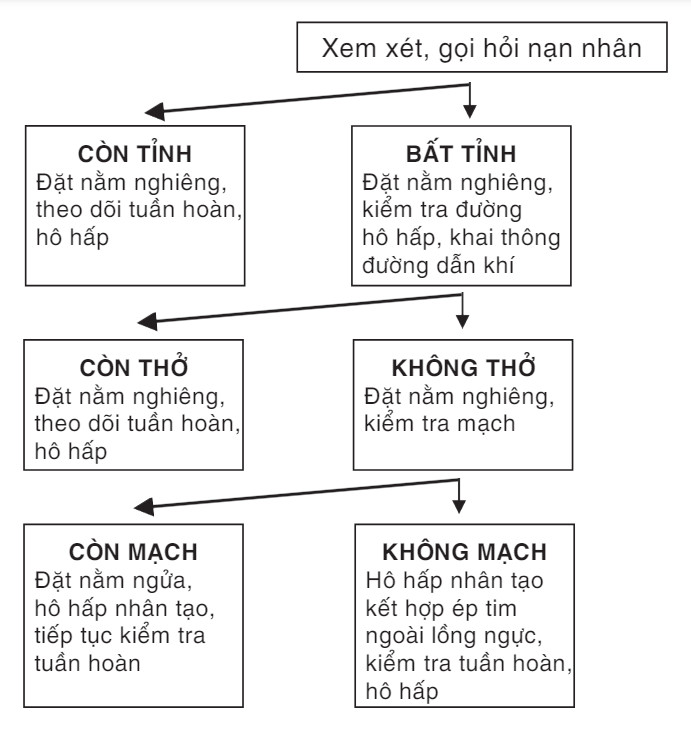 Xem xét, gọi hỏi nạn nhân
CÒN TỈNH
Đặt nằm nghiêng,
theo dõi tuần hoàn,
hô hấp
BẤT TỈNH
Đặt nằm nghiêng,
kiểm tra đường
hô hấp, khai thông
đường dẫn khí
CÒN THỞ
Đặt nằm nghiêng,
theo dõi tuần hoàn,
hô hấp
KHÔNG THỞ
Đặt nằm nghiêng,
kiểm tra mạch
CÒN MẠCH
Đặt nằm ngửa,
hô hấp nhân tạo,
tiếp tục kiểm tra
tuần hoàn
KHÔNG MẠCH
Hô hấp nhân tạo
kết hợp ép tim
ngoài lồng ngực,
kiểm tra tuần hoàn,
hô hấp